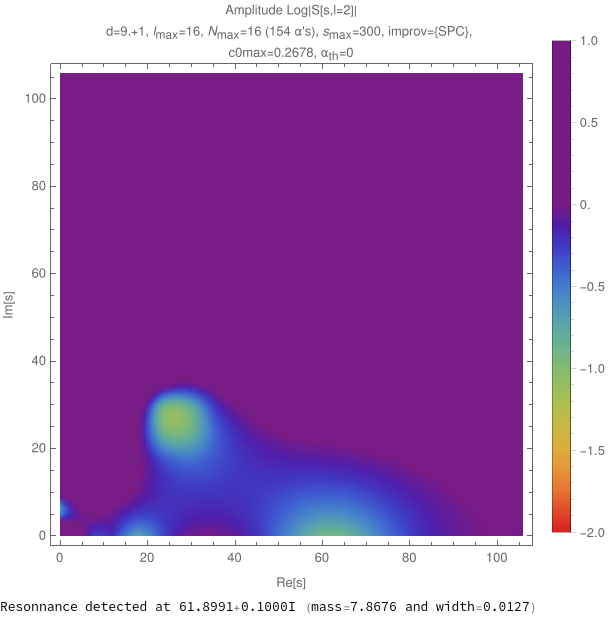 Amplitude Log|S[s,l=2]|
d=9.+1, lmax=16, Nmax=16 (154 α's), smax=300, improv={SPC},
c0max=0.2678, αth=0
1.0
0.5
0.
−0.5
−1.0
−1.5
−2.0
100
80
60
40
20
0
Im[s]
0 20 40 60 80 100
Re[s]
Resonnance detected at 61.8991+0.1000I (mass=7.8676 and width=0.0127)